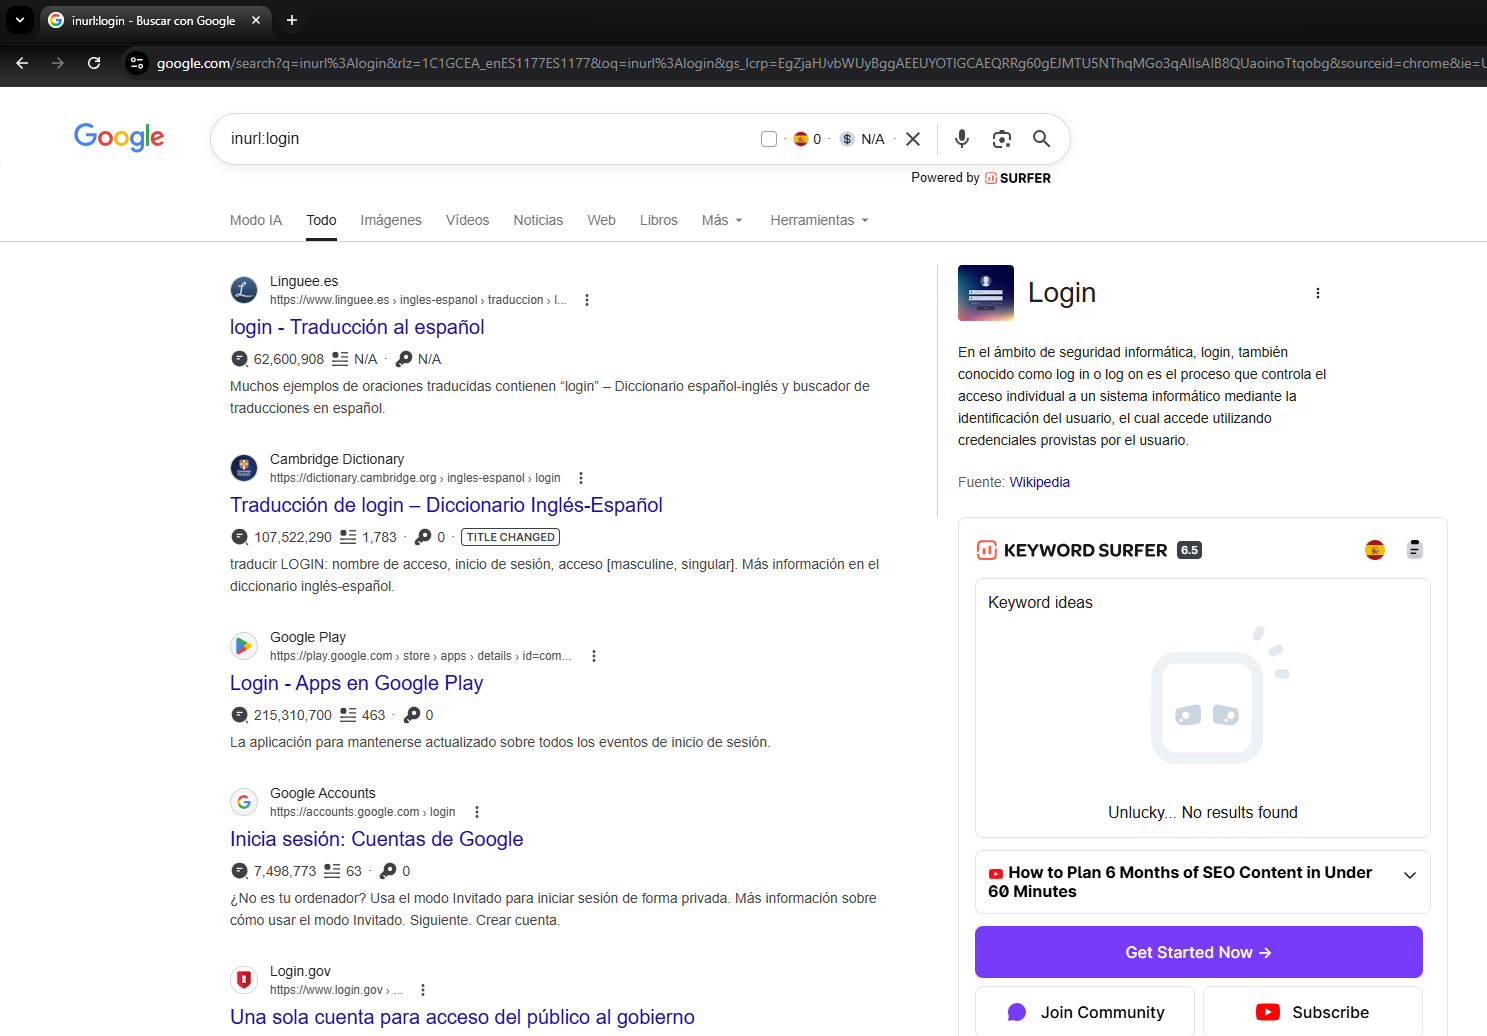 inurl:login - Buscar con Google
google.com/search?q=inurl%3Alogin&rlz=1C1GCEA_enES1177ES1177&oq=inurl%3Alogin&gs_lcrp=EgZjaHJvbWUyBggAEEUYOTIGCAEQRRg60gEJMTU5NThqMGo3qAIIsAIB8QUaoinoTtqobg&sourceid=chrome&ie=U
Google
inurl:login
0 · $ N/A ·
Powered by SURFER
Modo IA Todo Imágenes Vídeos Noticias Web Libros Más Herramientas
Linguee.es
https://www.linguee.es › ingles-espanol › traduccion › l...
login - Traducción al español
62,600,908 N/A · N/A
Muchos ejemplos de oraciones traducidas contienen “login” – Diccionario español-inglés y buscador de
traducciones en español.
Cambridge Dictionary
https://dictionary.cambridge.org › ingles-espanol › login
Traducción de login – Diccionario Inglés-Español
107,522,290 1,783 · 0 · TITLE CHANGED
traducir LOGIN: nombre de acceso, inicio de sesión, acceso [masculine, singular]. Más información en el
diccionario inglés-español.
Google Play
https://play.google.com › store › apps › details › id=com...
Login - Apps en Google Play
215,310,700 463 · 0
La aplicación para mantenerse actualizado sobre todos los eventos de inicio de sesión.
Google Accounts
https://accounts.google.com › login
Inicia sesión: Cuentas de Google
7,498,773 63 · 0
¿No es tu ordenador? Usa el modo Invitado para iniciar sesión de forma privada. Más información sobre
cómo usar el modo Invitado. Siguiente. Crear cuenta.
Login.gov
https://www.login.gov › ...
Una sola cuenta para acceso del público al gobierno
Login
En el ámbito de seguridad informática, login, también
conocido como log in o log on es el proceso que controla el
acceso individual a un sistema informático mediante la
identificación del usuario, el cual accede utilizando
credenciales provistas por el usuario.
Fuente: Wikipedia
KEYWORD SURFER 6.5
Keyword ideas
Unlucky... No results found
How to Plan 6 Months of SEO Content in Under
60 Minutes
Get Started Now →
Join Community
Subscribe